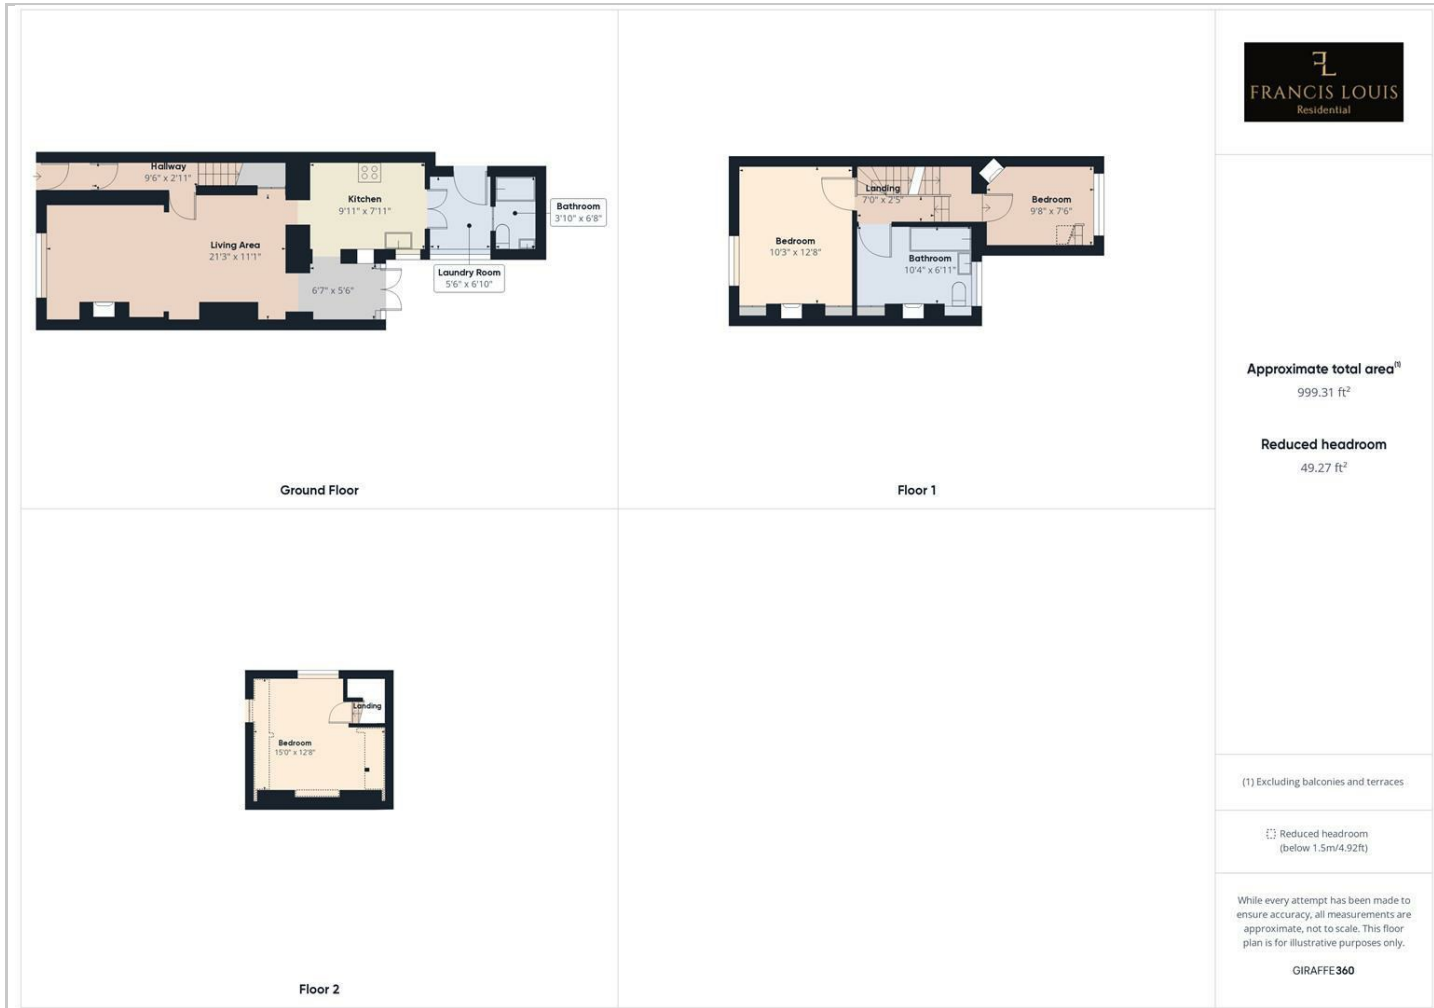 Hallway
9'6" x 2'11"
Kitchen
9'11" x 7'11"
Bathroom
3'10" x 6'8"
Living Area
21'3" x 11'1"
Laundry Room
5'6" x 6'10"
6'7" x 5'6"
Ground Floor
Landing
7'0" x 2'5"
Bedroom
9'8" x 7'6"
Bedroom
10'3" x 12'8"
Bathroom
10'4" x 6'11"
Floor 1
Landing
Bedroom
15'0" x 12'8"
Floor 2
FL
FRANCIS LOUIS
Residential
Approximate total area(1)
999.31 ft²
Reduced headroom
49.27 ft²
(1) Excluding balconies and terraces
Reduced headroom
(below 1.5m/4.92ft)
While every attempt has been made to
ensure accuracy, all measurements are
approximate, not to scale. This floor
plan is for illustrative purposes only.
GIRAFFE360